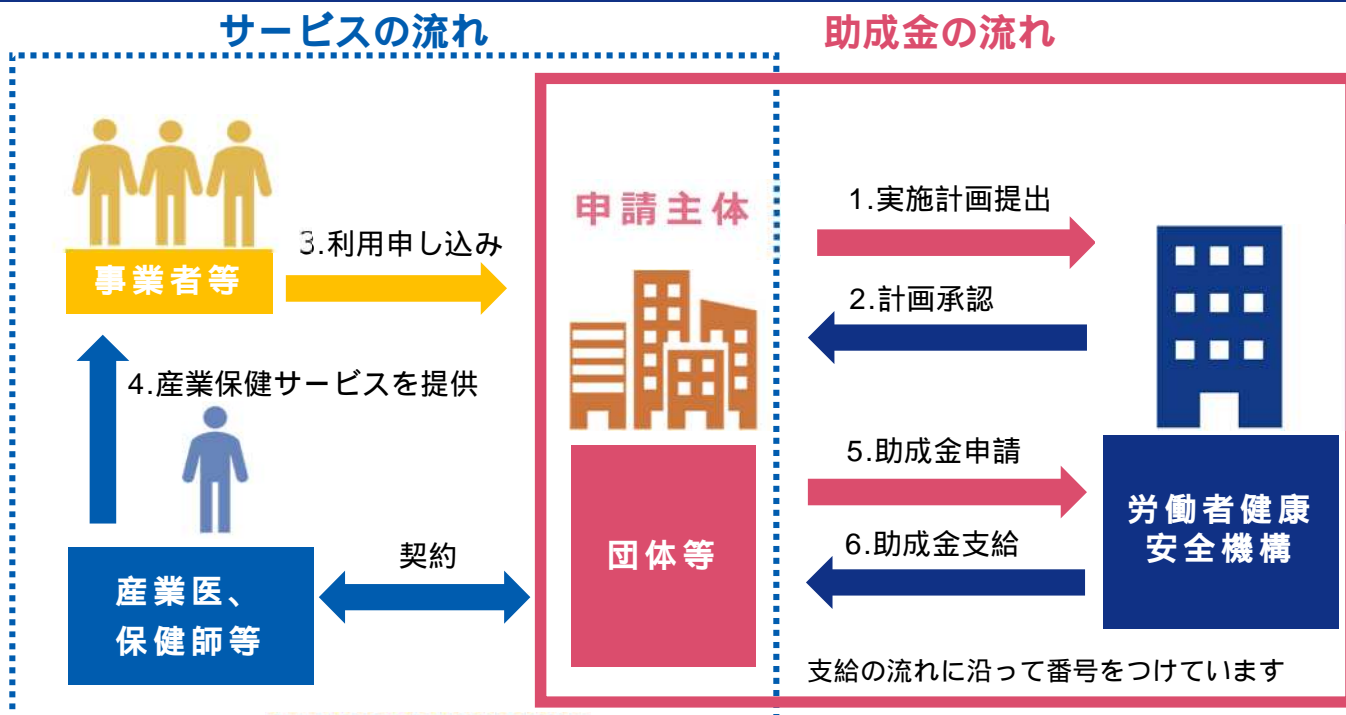 サービスの流れ
助成金の流れ
申請主体
1.実施計画提出
3.利用申し込み
事業者等
2.計画承認
4.産業保健サービスを提供
5.助成金申請
労働者健康
安全機構
6.助成金支給
団体等
契約
産業医、
保健師等
支給の流れに沿って番号をつけています